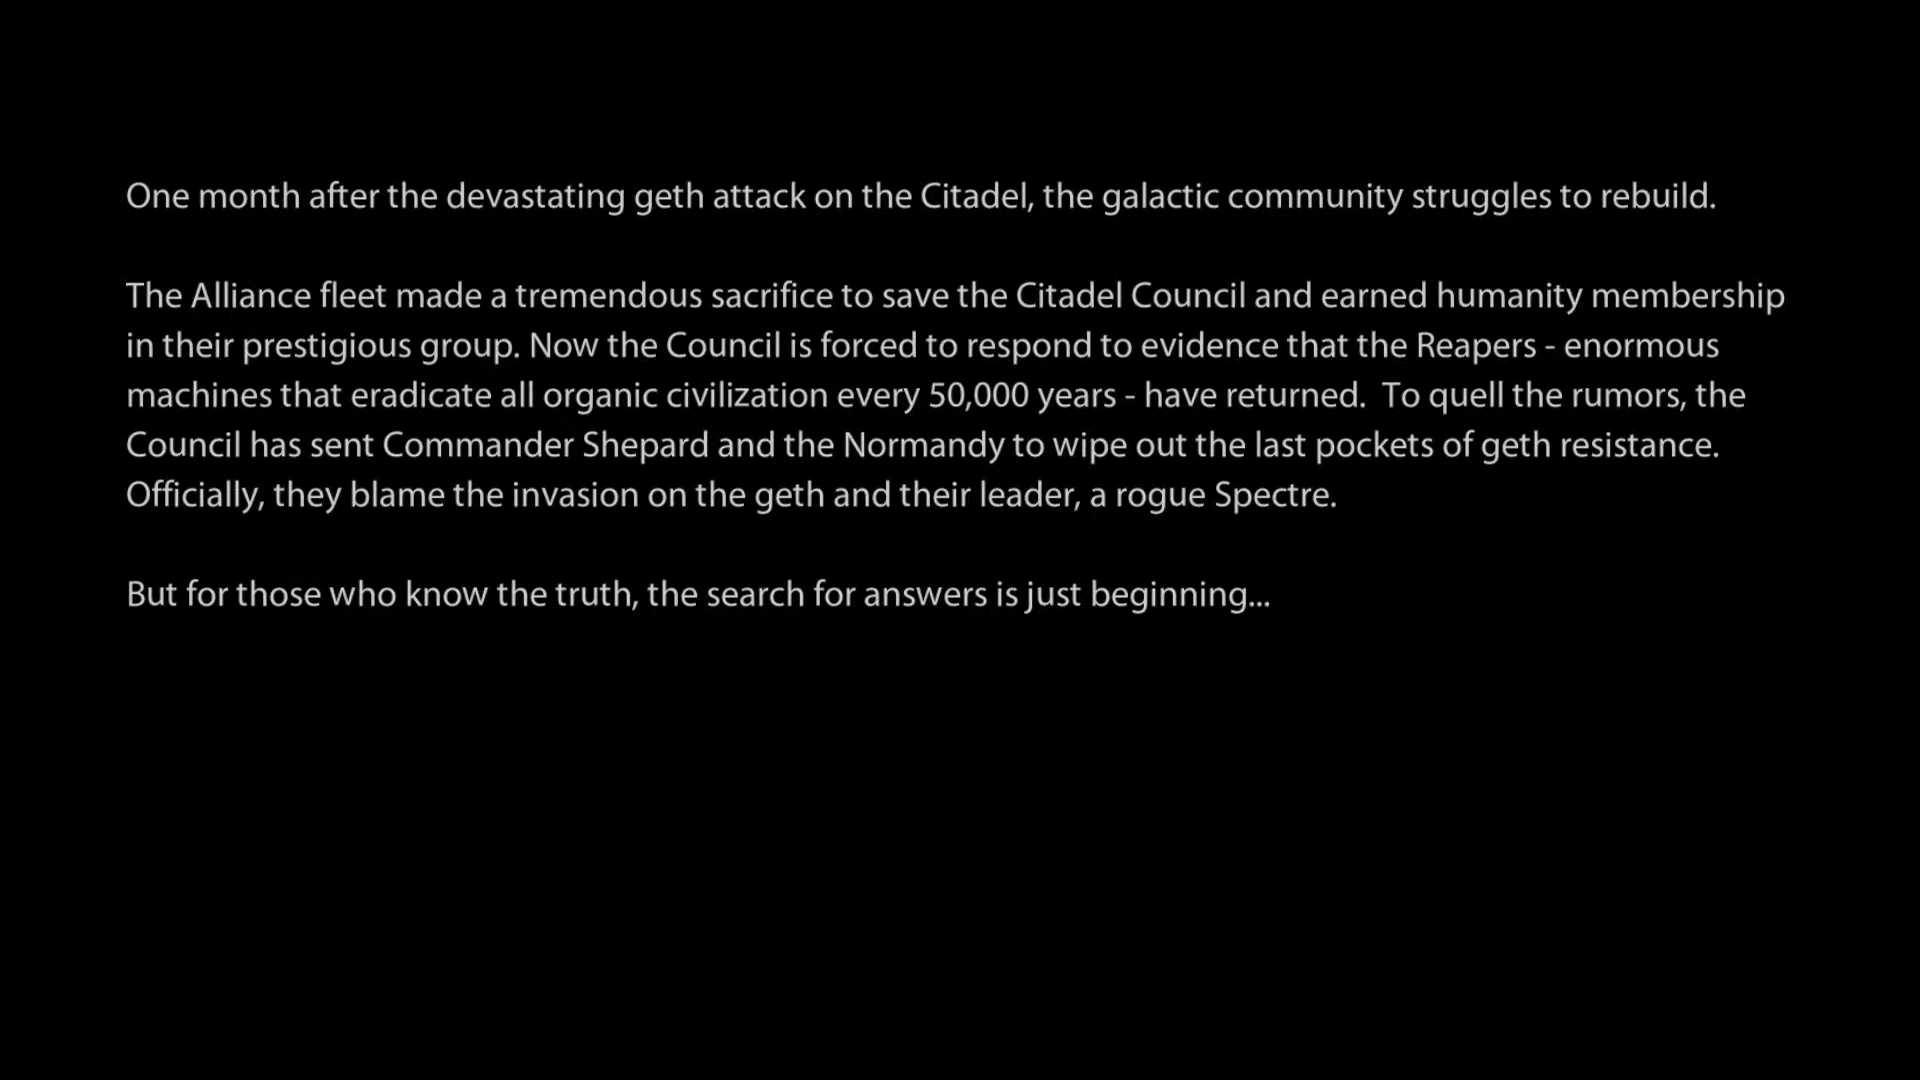 One month after the devastating geth attack on the Citadel, the galactic community struggles to rebuild.
The Alliance fleet made a tremendous sacrifice to save the Citadel Council and earned humanity membership
in their prestigious group. Now the Council is forced to respond to evidence that the Reapers - enormous
machines that eradicate all organic civilization every 50,000 years - have returned.  To quell the rumors, the
Council has sent Commander Shepard and the Normandy to wipe out the last pockets of geth resistance.
Officially, they blame the invasion on the geth and their leader, a rogue Spectre.
But for those who know the truth, the search for answers is just beginning...